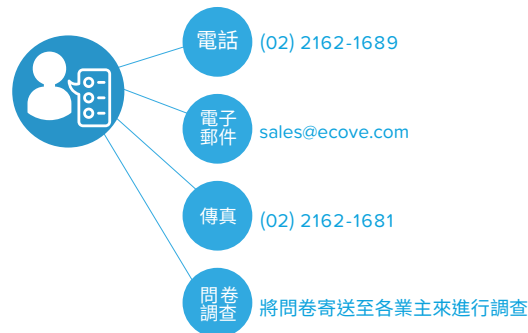 電話
(02) 2162-1689
電子
郵件
sales@ecove.com
傳真
(02) 2162-1681
問卷
調查
將問卷寄送至各業主來進行調查